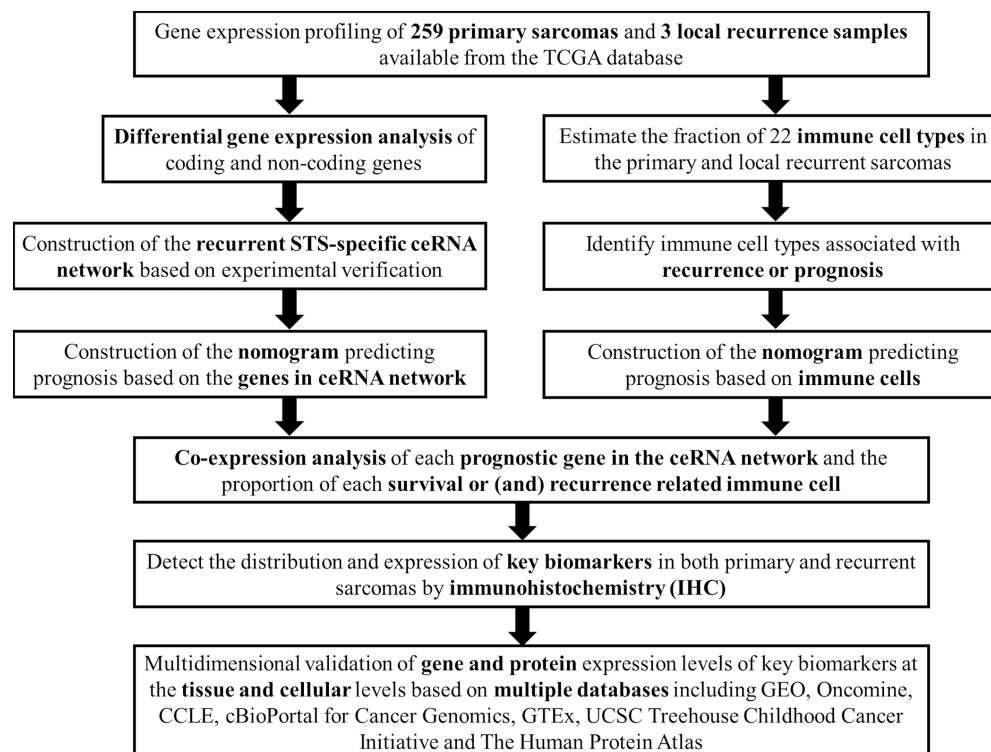 Gene expression profiling of 259 primary sarcomas and 3 local recurrence samples
available from the TCGA database
Differential gene expression analysis of
coding and non-coding genes
Estimate the fraction of 22 immune cell types in
the primary and local recurrent sarcomas
Construction of the recurrent STS-specific ceRNA
network based on experimental verification
Identify immune cell types associated with
recurrence or prognosis
Construction of the nomogram predicting
prognosis based on the genes in ceRNA network
Construction of the nomogram predicting
prognosis based on immune cells
Co-expression analysis of each prognostic gene in the ceRNA network and the
proportion of each survival or (and) recurrence related immune cell
Detect the distribution and expression of key biomarkers in both primary and recurrent
sarcomas by immunohistochemistry (IHC)
Multidimensional validation of gene and protein expression levels of key biomarkers at
the tissue and cellular levels based on multiple databases including GEO, Oncomine,
CCLE, cBioPortal for Cancer Genomics, GTEx, UCSC Treehouse Childhood Cancer
Initiative and The Human Protein Atlas